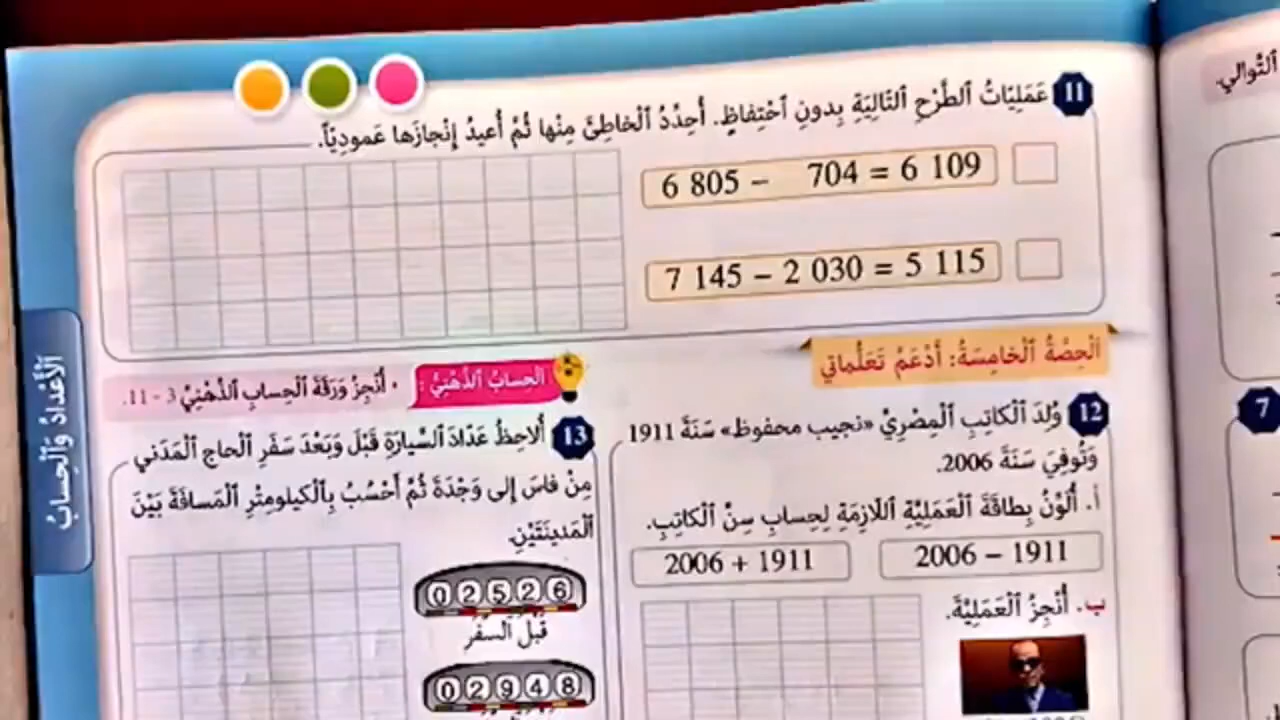 11 عَمَلِيّاتُ ٱلطَّرْحِ ٱلتّالِيَةِ بِدونِ ٱحْتِفاظٍ. أُحَدِّدُ ٱلْخاطِئَ مِنْها ثُمَّ أُعيدُ إِنْجازَها عَمودِيّاً.
6 805 – 704 = 6 109
7 145 – 2 030 = 5 115
ٱلْحِصَّةُ ٱلْخامِسَةُ: أَدْعَمُ تَعَلُّماتي
12 وُلِدَ ٱلْكاتِبِ ٱلْمِصْرِيُّ «نجيب محفوظ» سَنَةَ 1911
وَتُوفِيَ سَنَةَ 2006.
أ. أُلَوِّنُ بِطاقَةَ ٱلْعَمَلِيَّةِ ٱللّازِمَةِ لِحِسابِ سِنِّ ٱلْكاتِبِ.
2006 – 1911
2006 + 1911
ب. أُنْجِزُ ٱلْعَمَلِيَّةَ.
ٱلْحِسابُ ٱلذِّهْنِيُّ : • أُنْجِزُ وَرَقَةَ ٱلْحِسابِ ٱلذِّهْنِيِّ 3 - 11.
13 أُلاحِظُ عَدّادَ ٱلسَّيّارَةِ قَبْلَ وَبَعْدَ سَفَرِ ٱلْحاج ٱلْمَدَني
مِنْ فاسَ إِلى وَجْدَةَ ثُمَّ أَحْسُبُ بِٱلْكيلومِتْرِ ٱلْمَسافَةَ بَيْنَ
ٱلْمَدينَتَيْنِ.
02526
قَبْلَ ٱلسَّفَرِ
02948
ٱلْأَعْدادُ وَٱلْحِسابُ
ٱلتَّوالي.
7